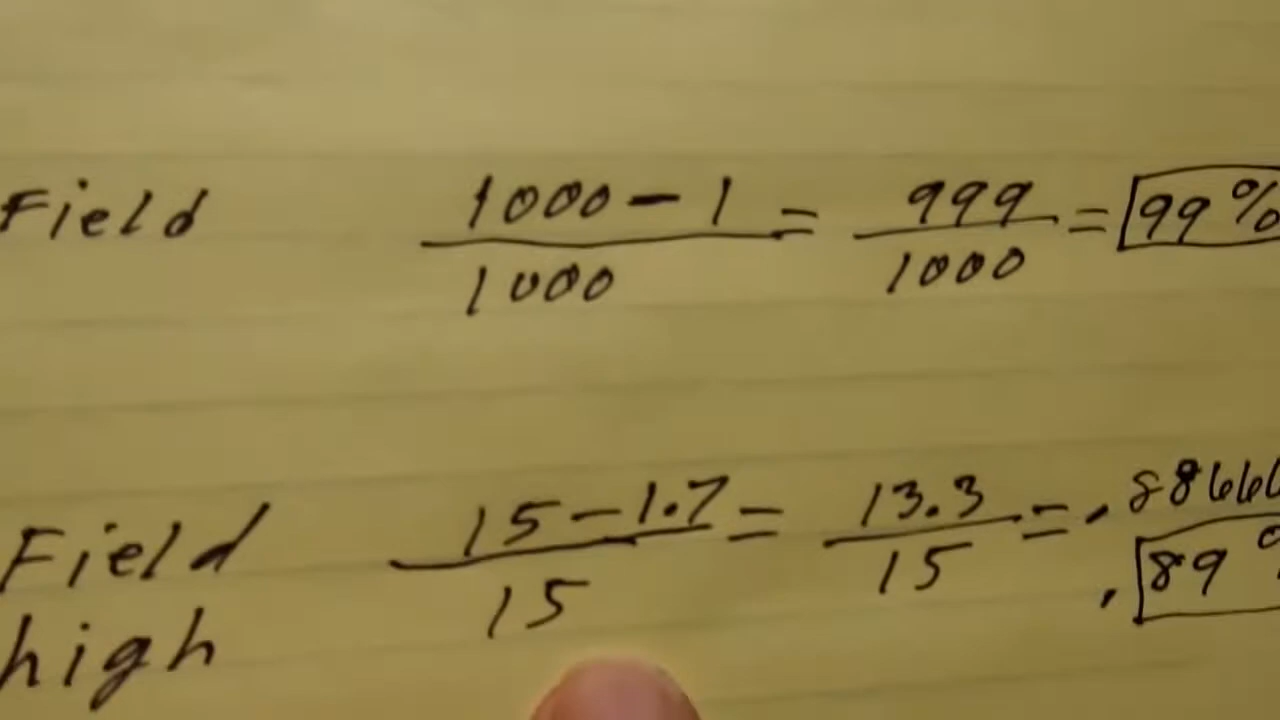 Field 1000 - 1 = 999 = 99%
1000 1000
Field 15 - 1.7 = 13.3 = .8866
high 15 15 .89%